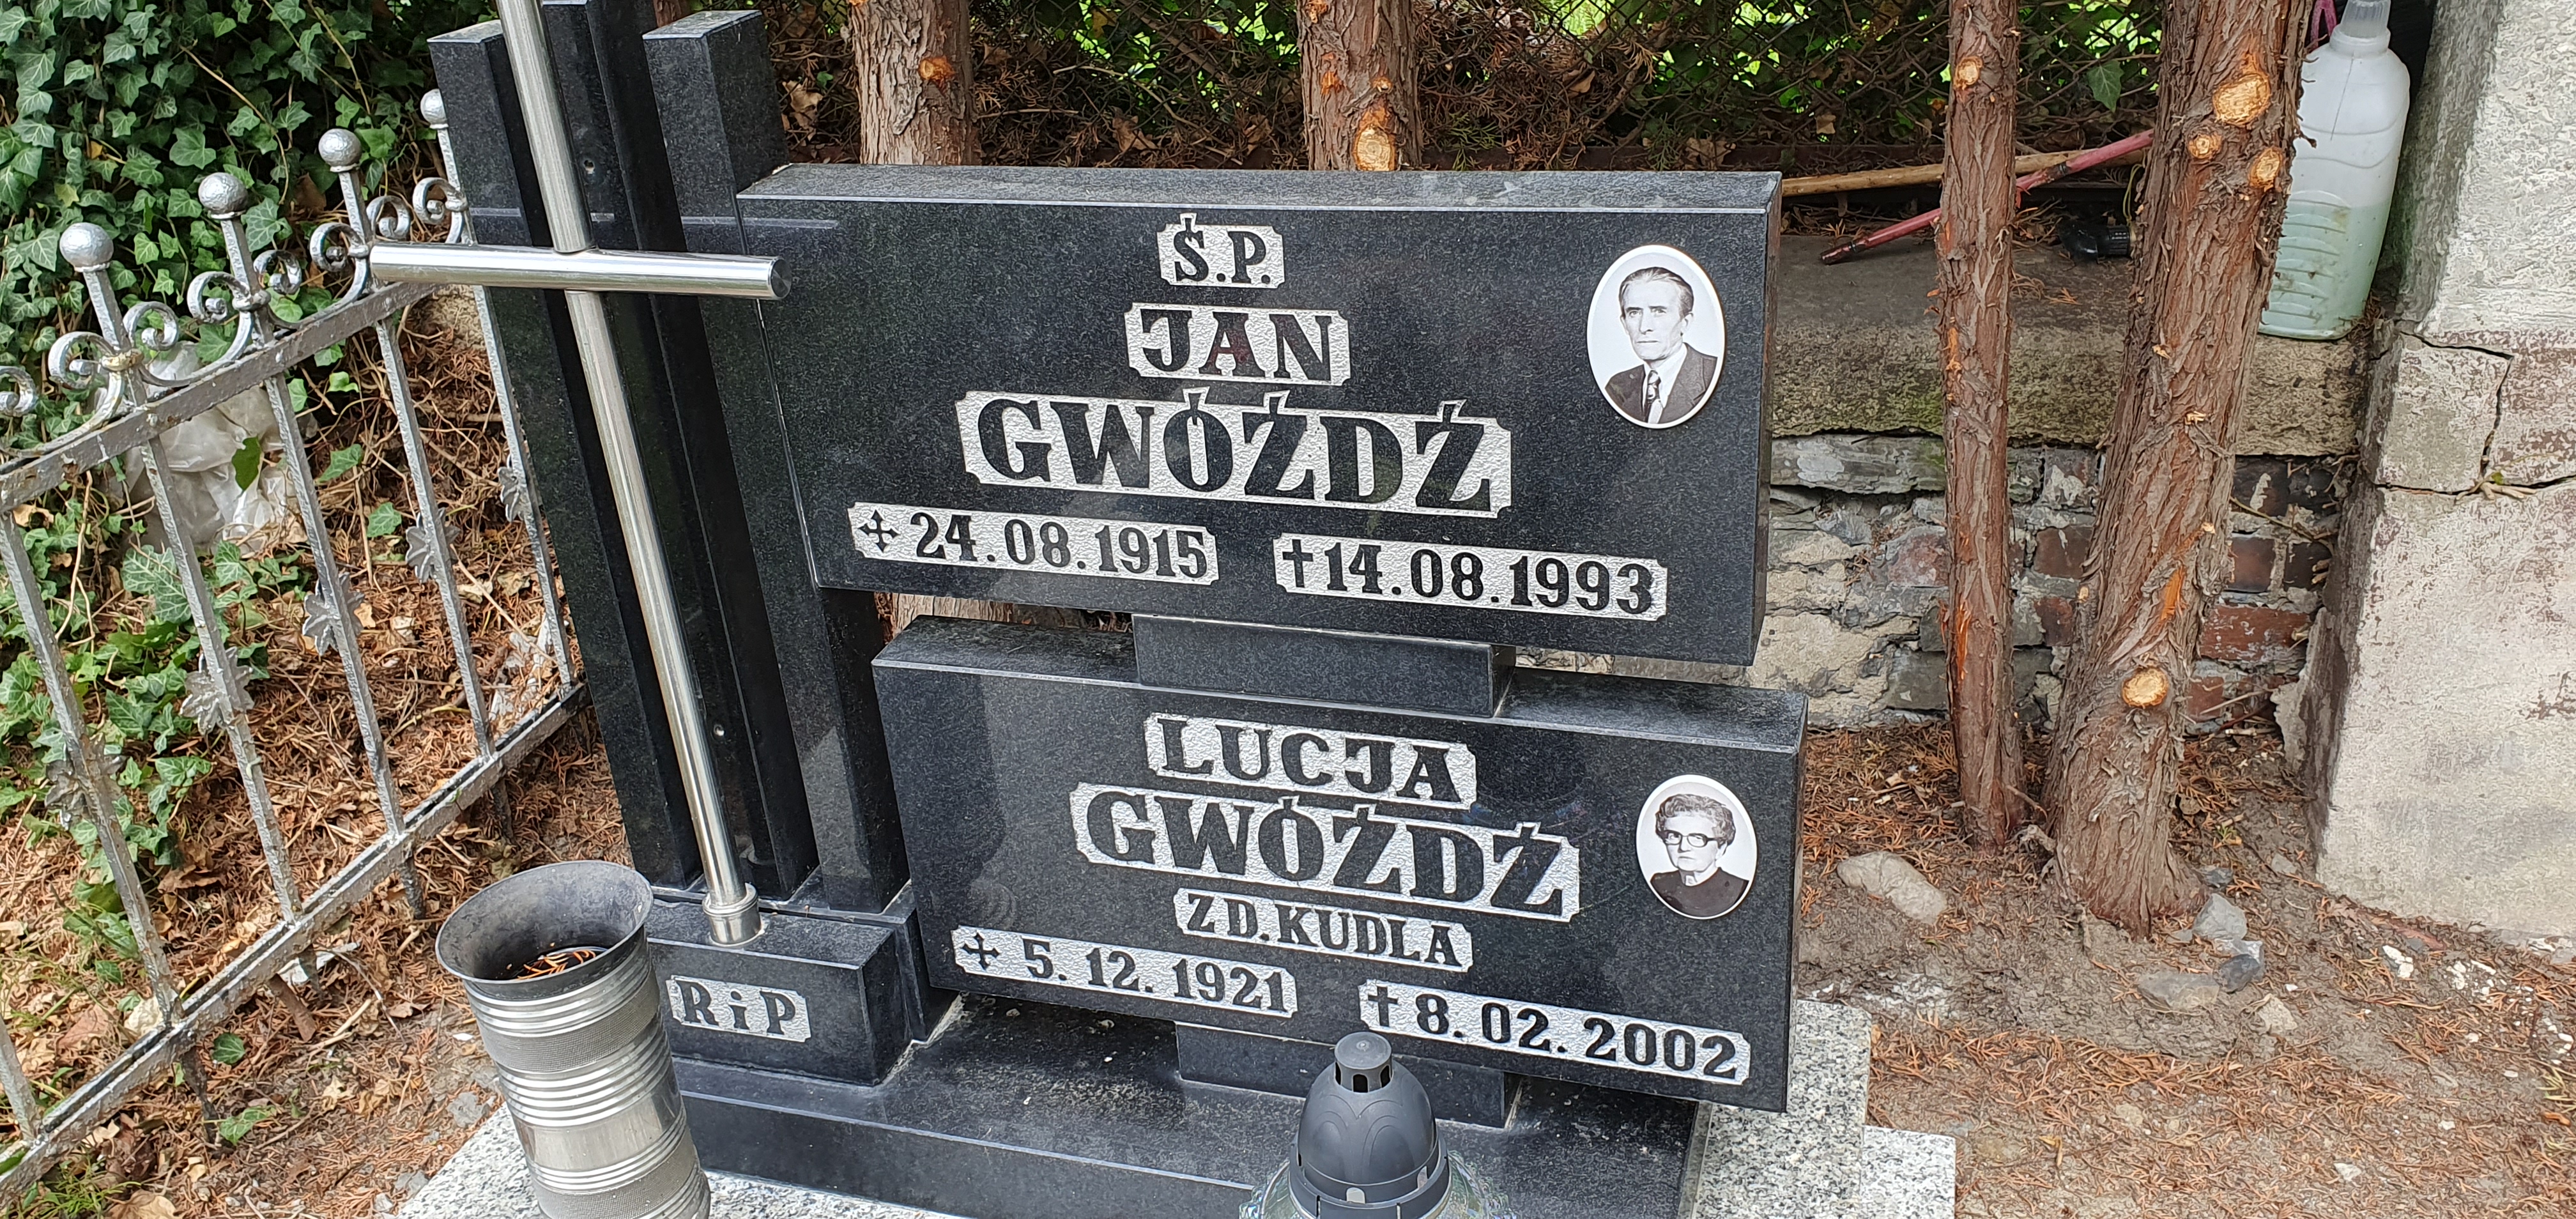 Ś.P.
JAN
GWÓŹDŹ
24.08.1915 †14.08.1993
LUCJA
GWÓŹDŹ
ZD. KUDLA
5.12.1921 †8.02.2002
RiP